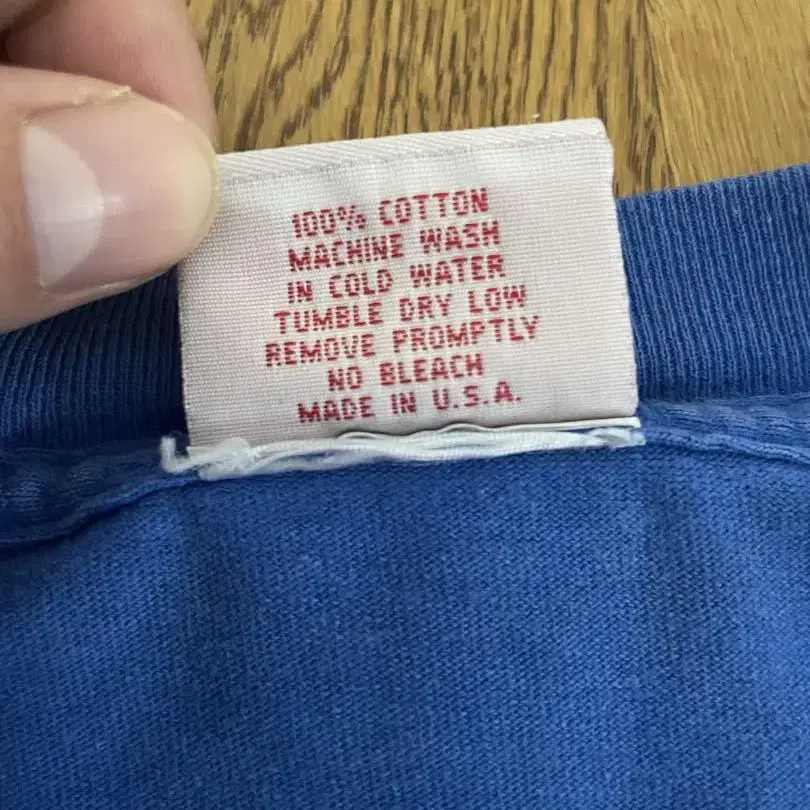 100% COTTON
MACHINE WASH
IN COLD WATER
TUMBLE DRY LOW
REMOVE PROMPTLY
NO BLEACH
MADE IN U.S.A.